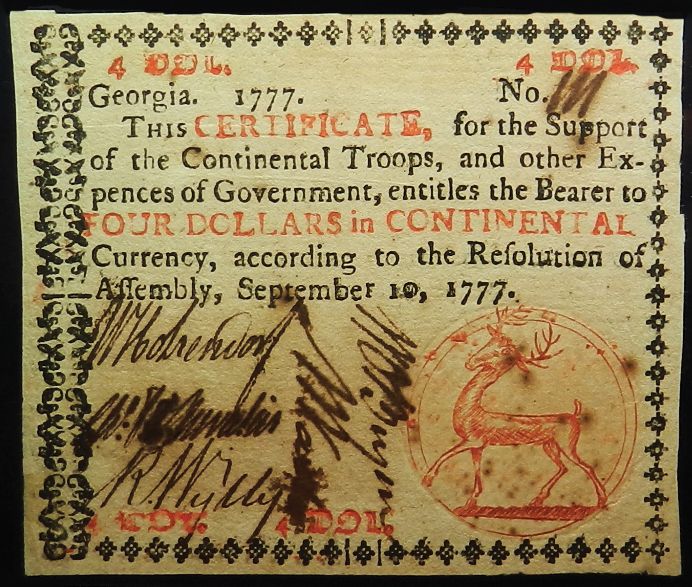 4 DOL. 4 DOL.
Georgia. 1777. No.
THIS CERTIFICATE, for the Support
of the Continental Troops, and other Ex-
pences of Government, entitles the Bearer to
FOUR DOLLARS in CONTINENTAL
Currency, according to the Reſolution of
Aſſembly, September 10, 1777.
R. Wylly
4 DOL. 4 DOL.